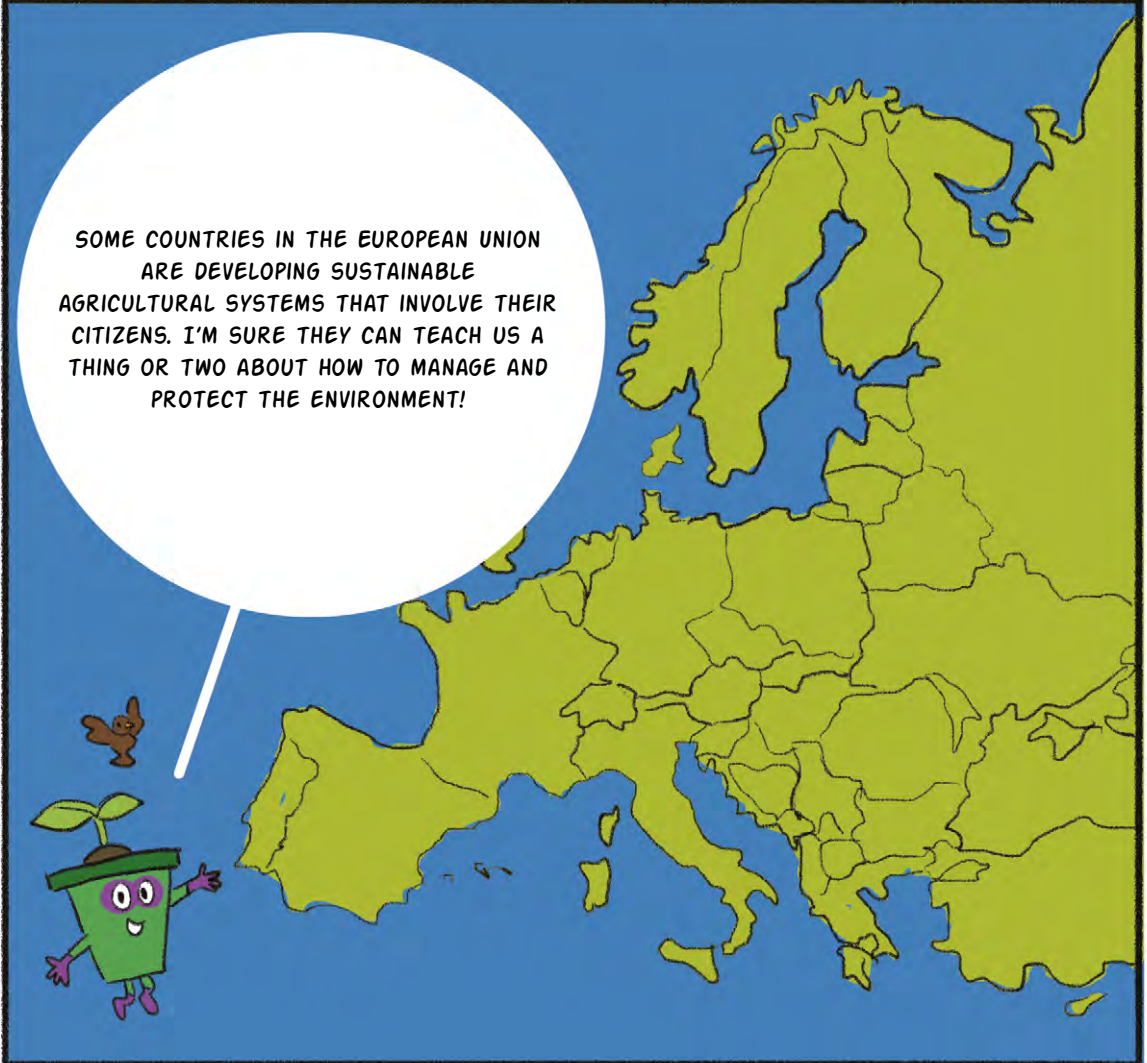 SOME COUNTRIES IN THE EUROPEAN UNION
ARE DEVELOPING SUSTAINABLE
AGRICULTURAL SYSTEMS THAT INVOLVE THEIR
CITIZENS. I'M SURE THEY CAN TEACH US A
THING OR TWO ABOUT HOW TO MANAGE AND
PROTECT THE ENVIRONMENT!